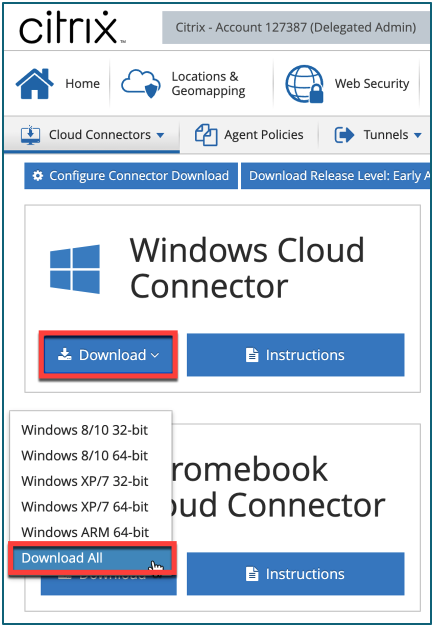 citrix™
Citrix - Account 127387 (Delegated Admin)
Home
Locations &
Geomapping
Web Security
Cloud Connectors
Agent Policies
Tunnels
Configure Connector Download
Download Release Level: Early A
Windows Cloud
Connector
Download
Instructions
Windows 8/10 32-bit
Windows 8/10 64-bit
Windows XP/7 32-bit
Windows XP/7 64-bit
Windows ARM 64-bit
Download All
romebook
oud Connector
Download
Instructions